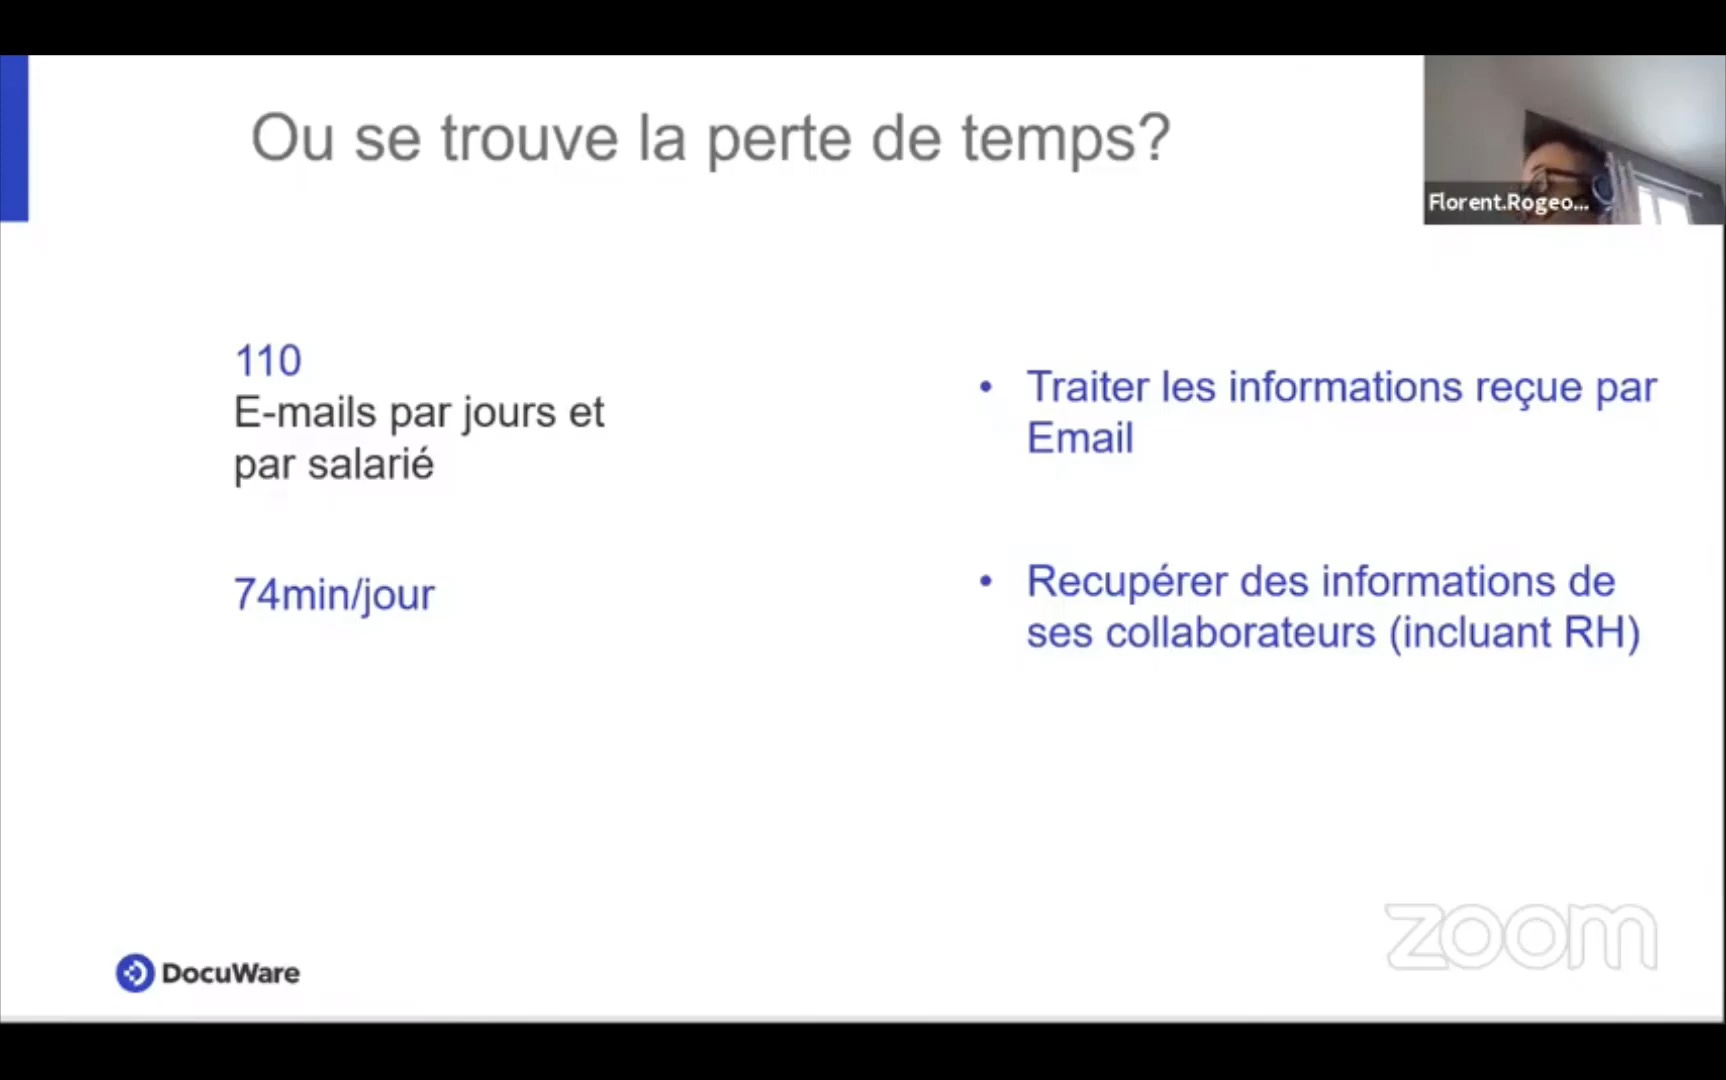 Ou se trouve la perte de temps?
Florent.Rogeo...
110
E-mails par jours et
par salarié
74min/jour
• Traiter les informations reçue par
Email
• Recupérer des informations de
ses collaborateurs (incluant RH)
zoom
DocuWare